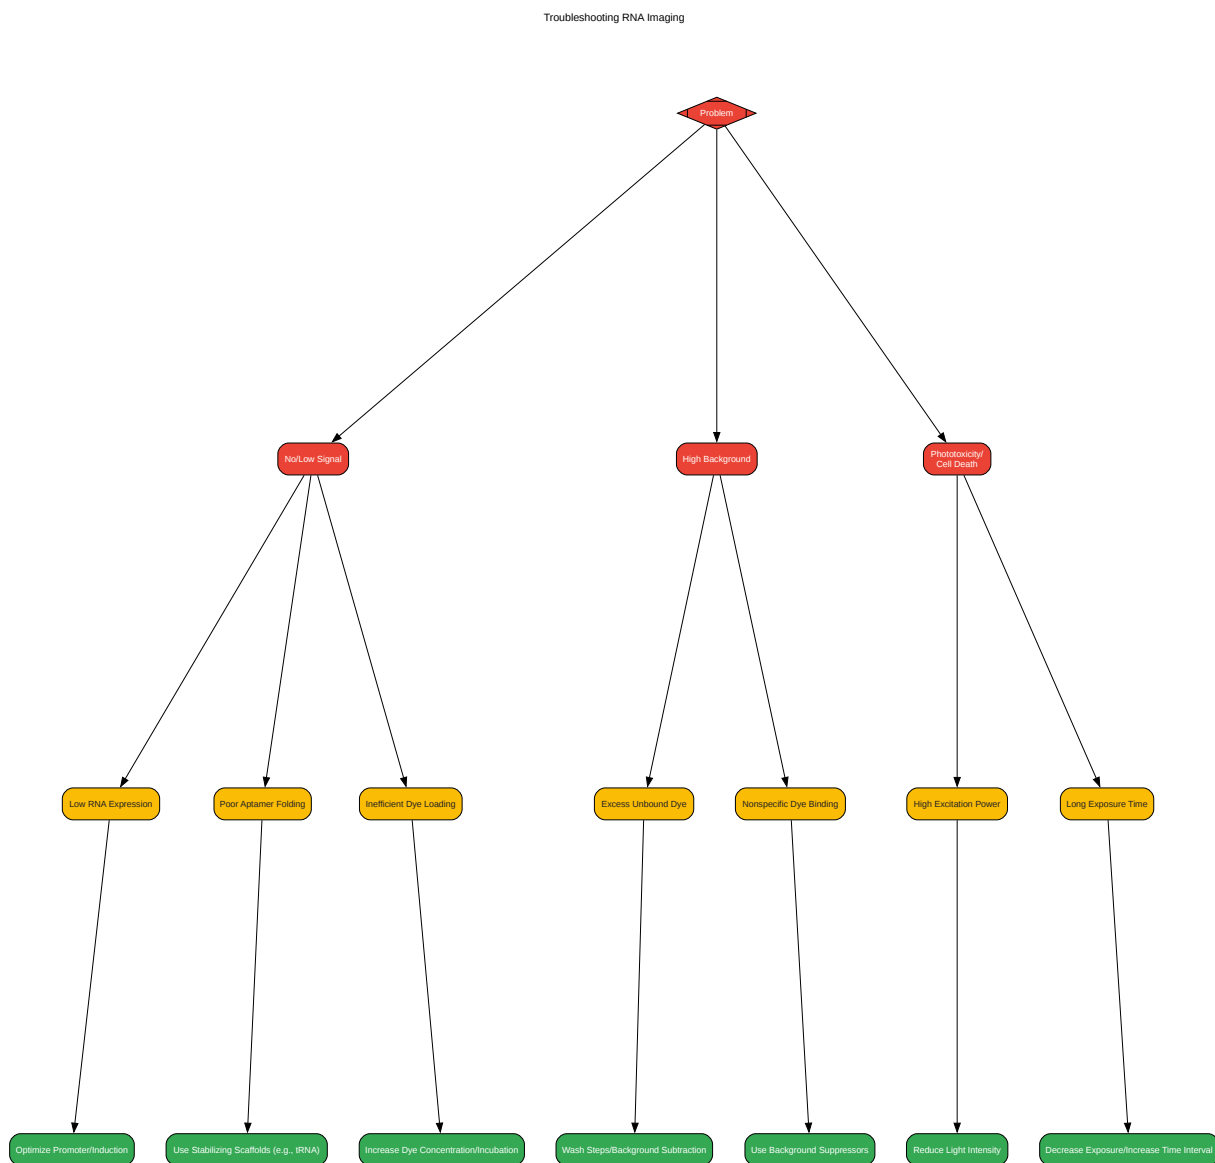 Troubleshooting RNA Imaging
Problem
No/Low Signal
High Background
Phototoxicity/
Cell Death
Low RNA Expression
Poor Aptamer Folding
Inefficient Dye Loading
Excess Unbound Dye
Nonspecific Dye Binding
High Excitation Power
Long Exposure Time
Optimize Promoter/Induction
Use Stabilizing Scaffolds (e.g., tRNA)
Increase Dye Concentration/Incubation
Wash Steps/Background Subtraction
Use Background Suppressors
Reduce Light Intensity
Decrease Exposure/Increase Time Interval